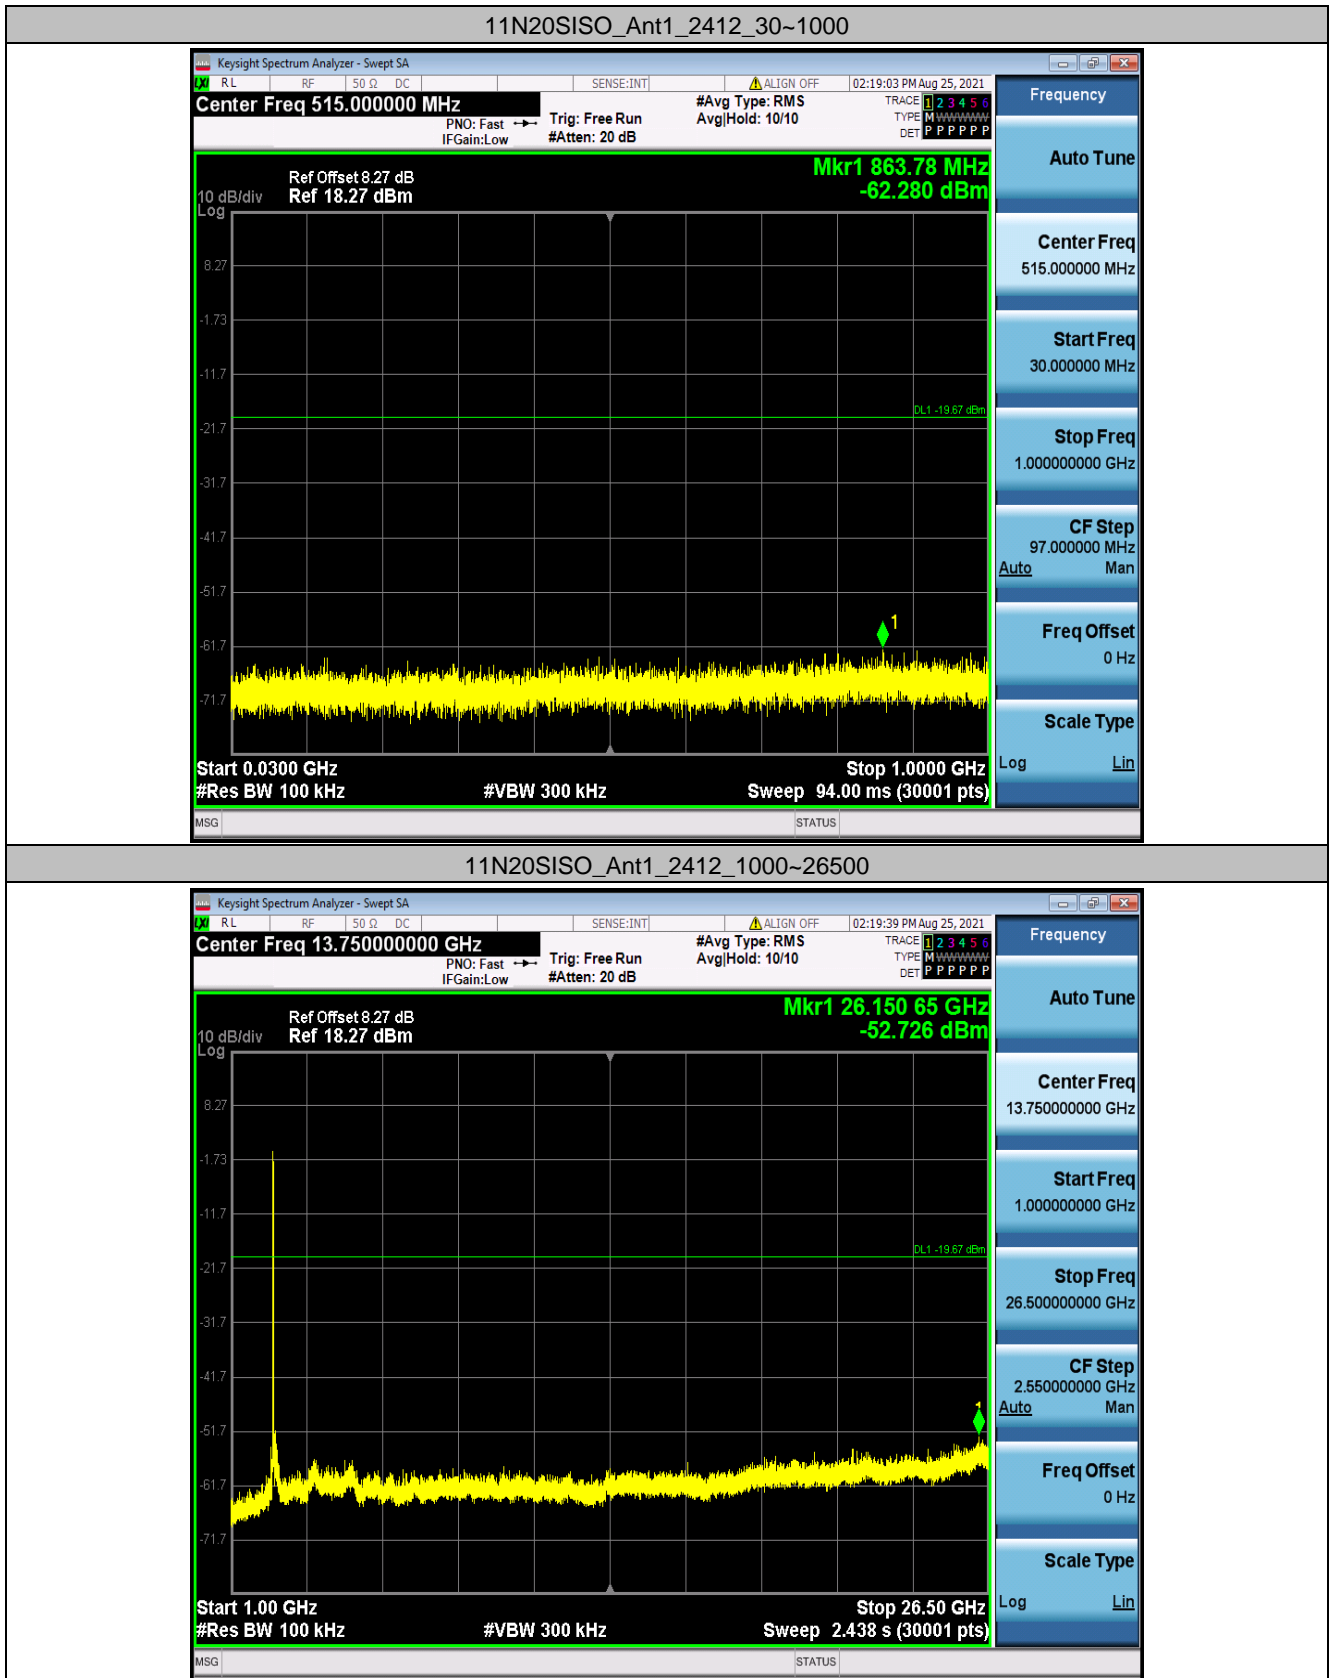 11N20SISO_Ant1_2412_30~1000
Keysight Spectrum Analyzer - Swept SA
LXI RL RF 50 Ω DC SENSE:INT ALIGN OFF 02:19:03 PM Aug 25, 2021
Center Freq 515.000000 MHz
PNO: Fast
IFGain:Low
Trig: Free Run
#Atten: 20 dB
#Avg Type: RMS
Avg|Hold: 10/10
TRACE 1 2 3 4 5 6
TYPE M WWWWW
DET P P P P P P
Frequency
Auto Tune
Center Freq
515.000000 MHz
Start Freq
30.000000 MHz
Stop Freq
1.000000000 GHz
CF Step
97.000000 MHz
Auto Man
Freq Offset
0 Hz
Scale Type
Log Lin
Mkr1 863.78 MHz
-62.280 dBm
Ref Offset 8.27 dB
10 dB/div Ref 18.27 dBm
Log
8.27
-1.73
-11.7
DL1 -19.67 dBm
-21.7
-31.7
-41.7
-51.7
1
-61.7
-71.7
Start 0.0300 GHz Stop 1.0000 GHz
#Res BW 100 kHz #VBW 300 kHz Sweep 94.00 ms (30001 pts)
MSG STATUS
11N20SISO_Ant1_2412_1000~26500
Keysight Spectrum Analyzer - Swept SA
LXI RL RF 50 Ω DC SENSE:INT ALIGN OFF 02:19:39 PM Aug 25, 2021
Center Freq 13.750000000 GHz
PNO: Fast
IFGain:Low
Trig: Free Run
#Atten: 20 dB
#Avg Type: RMS
Avg|Hold: 10/10
TRACE 1 2 3 4 5 6
TYPE M WWWWW
DET P P P P P P
Frequency
Auto Tune
Center Freq
13.750000000 GHz
Start Freq
1.000000000 GHz
Stop Freq
26.500000000 GHz
CF Step
2.550000000 GHz
Auto Man
Freq Offset
0 Hz
Scale Type
Log Lin
Mkr1 26.150 65 GHz
-52.726 dBm
Ref Offset 8.27 dB
10 dB/div Ref 18.27 dBm
Log
8.27
-1.73
-11.7
DL1 -19.67 dBm
-21.7
-31.7
-41.7
1
-51.7
-61.7
-71.7
Start 1.00 GHz Stop 26.50 GHz
#Res BW 100 kHz #VBW 300 kHz Sweep 2.438 s (30001 pts)
MSG STATUS